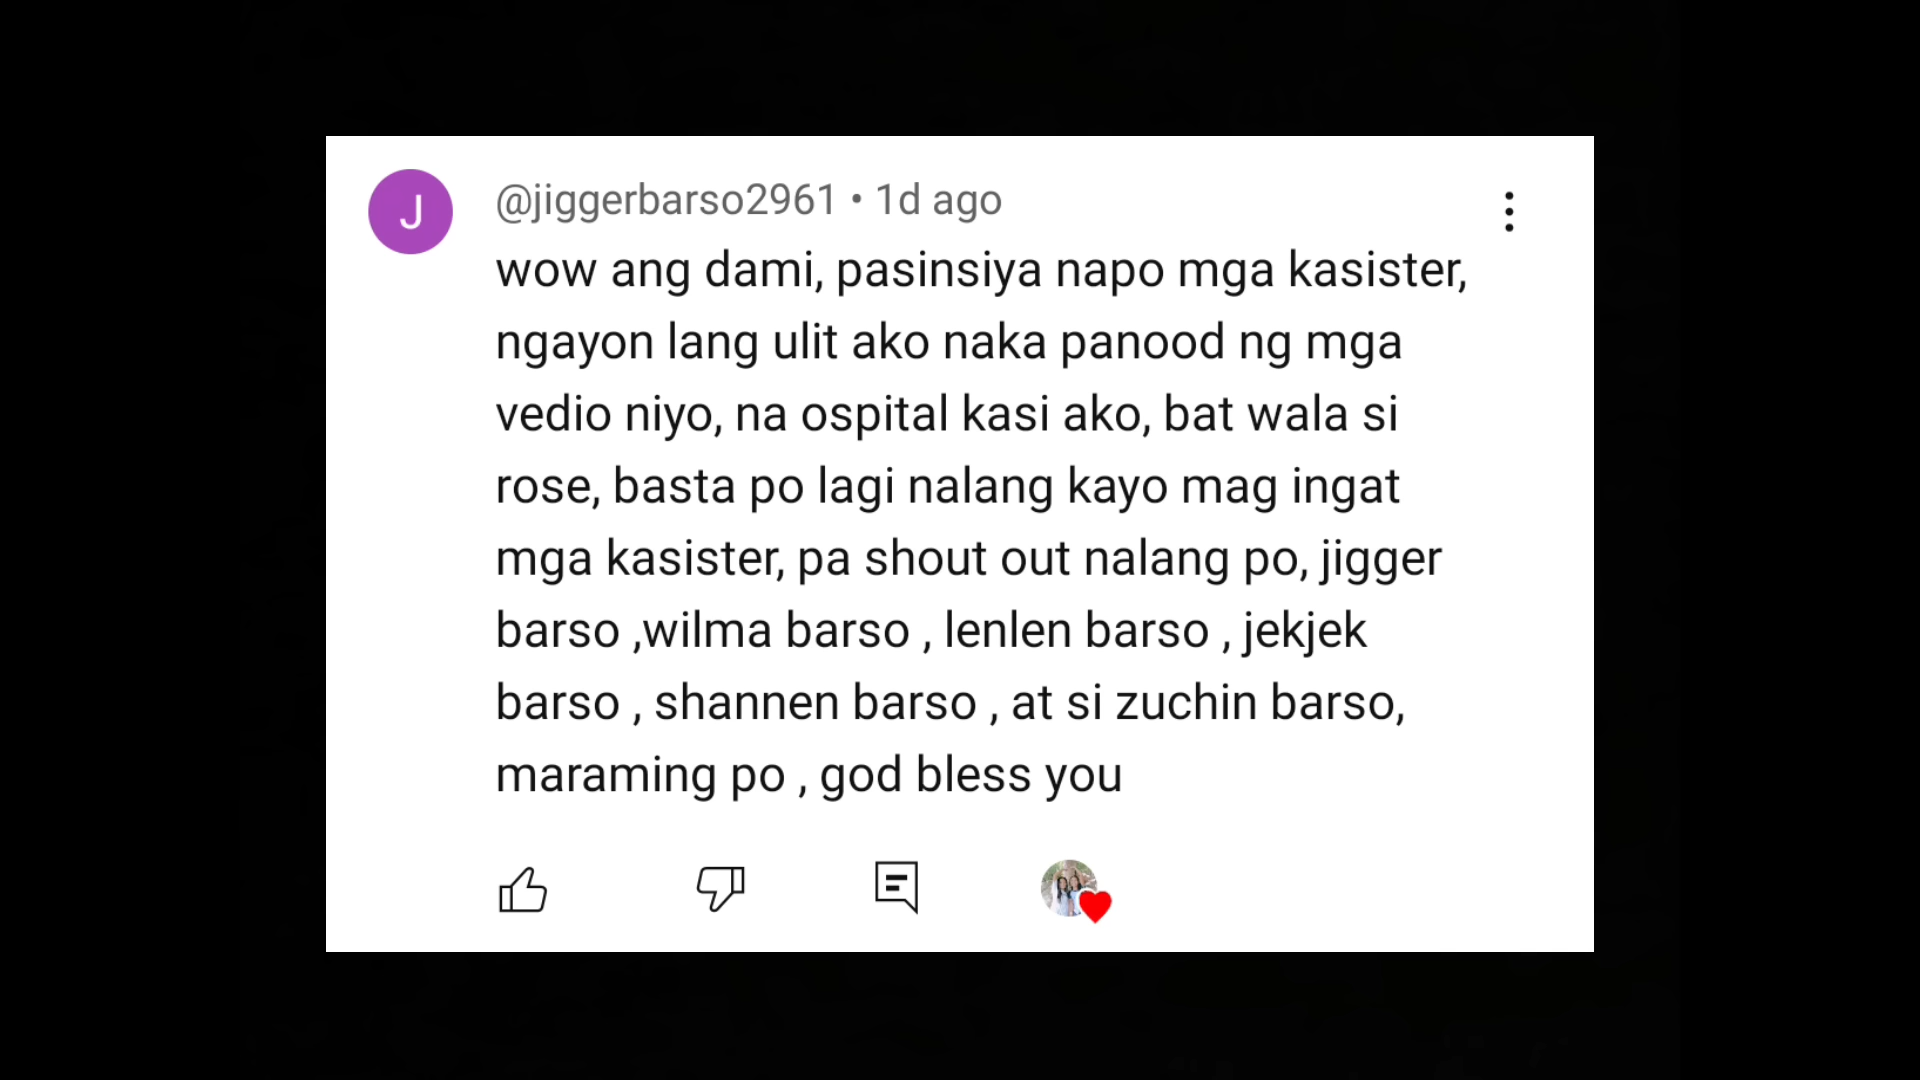 J
@jiggerbarso2961 • 1d ago
wow ang dami, pasinsiya napo mga kasister,
ngayon lang ulit ako naka panood ng mga
vedio niyo, na ospital kasi ako, bat wala si
rose, basta po lagi nalang kayo mag ingat
mga kasister, pa shout out nalang po, jigger
barso ,wilma barso , lenlen barso , jekjek
barso , shannen barso , at si zuchin barso,
maraming po , god bless you